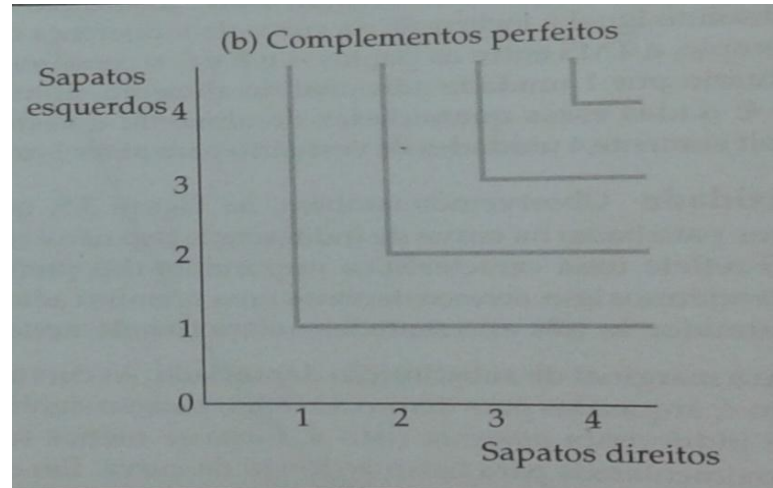 (b) Complementos perfeitos
Sapatos
esquerdos 4
3
2
1
0
1 2 3 4
Sapatos direitos